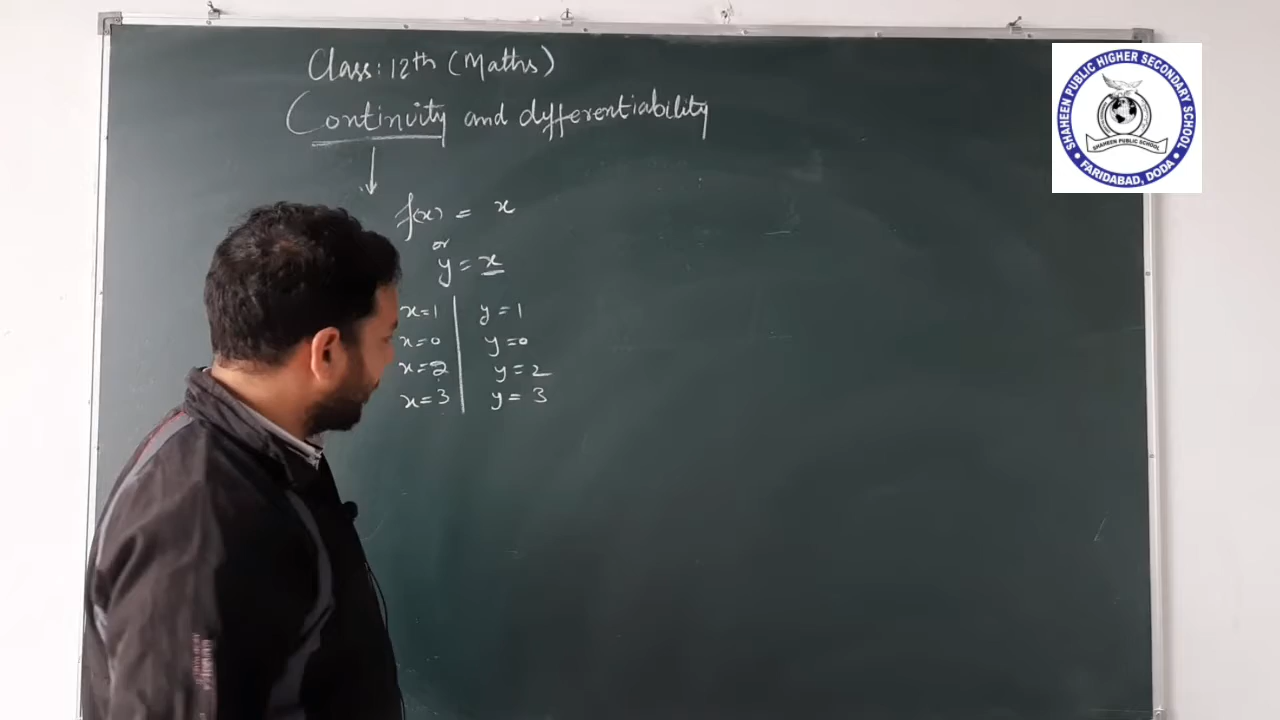 Class: 12th (Maths)
Continuity and differentiability
f(x) = x
or
y = x
x=1 y=1
x=0 y=0
x=2 y=2
x=3 y=3
SHAHEEN PUBLIC HIGHER SECONDARY SCHOOL
SHAHEEN PUBLIC SCHOOL
FARIDABAD, DODA